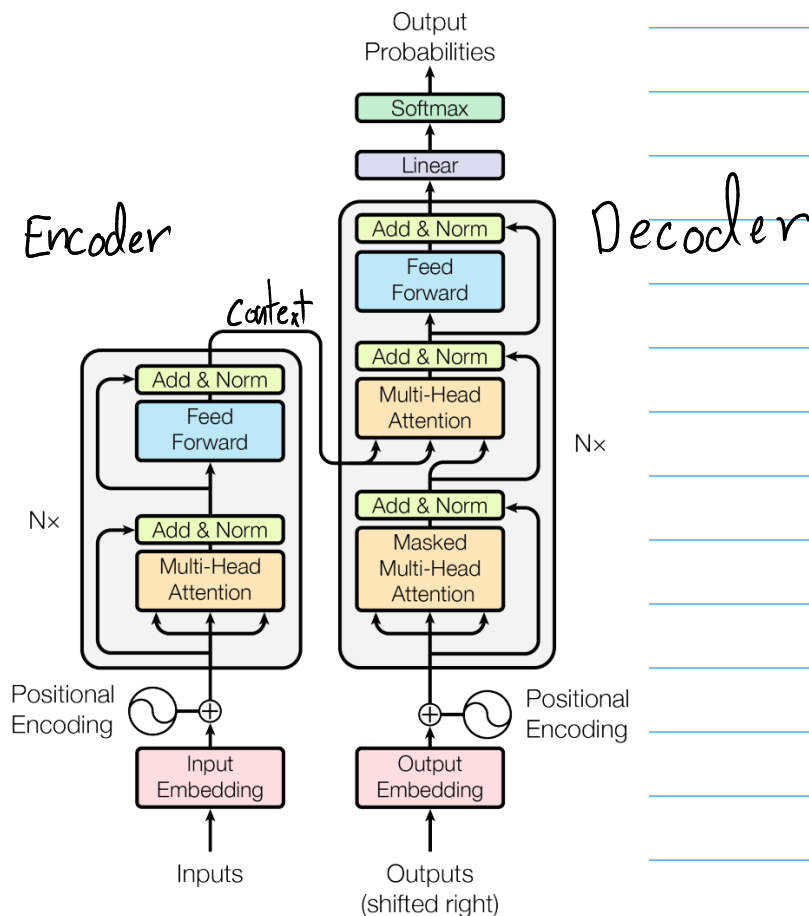 Output
Probabilities
Softmax
Linear
Encoder
Decoder
Add & Norm
Feed
Forward
context
Add & Norm
Multi-Head
Attention
Nx
Add & Norm
Feed
Forward
Nx
Add & Norm
Multi-Head
Attention
Add & Norm
Masked
Multi-Head
Attention
Positional
Encoding
Positional
Encoding
Input
Embedding
Output
Embedding
Inputs
Outputs
(shifted right)